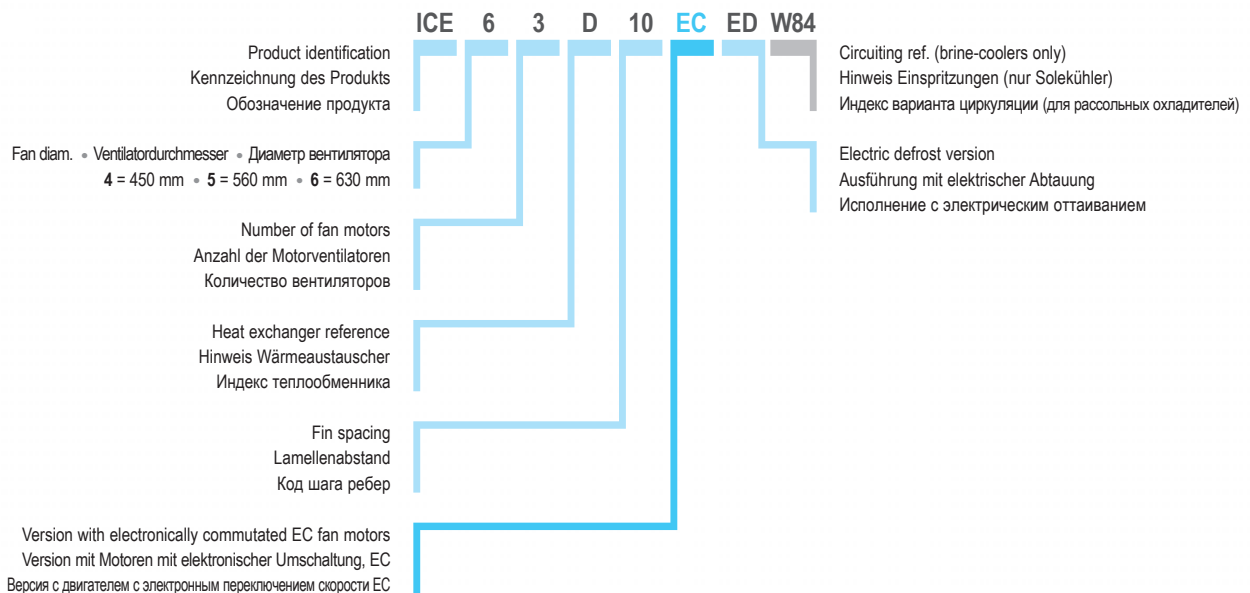 ICE 6 3 D 10 EC ED W84
Product identification
Kennzeichnung des Produkts
Обозначение продукта
Fan diam. • Ventilatordurchmesser • Диаметр вентилятора
4 = 450 mm • 5 = 560 mm • 6 = 630 mm
Number of fan motors
Anzahl der Motorventilatoren
Количество вентиляторов
Heat exchanger reference
Hinweis Wärmeaustauscher
Индекс теплообменника
Fin spacing
Lamellenabstand
Код шага ребер
Version with electronically commutated EC fan motors
Version mit Motoren mit elektronischer Umschaltung, EC
Версия с двигателем с электронным переключением скорости EC
Circuiting ref. (brine-coolers only)
Hinweis Einspritzungen (nur Solekühler)
Индекс варианта циркуляции (для рассольных охладителей)
Electric defrost version
Ausführung mit elektrischer Abtauung
Исполнение с электрическим оттаиванием